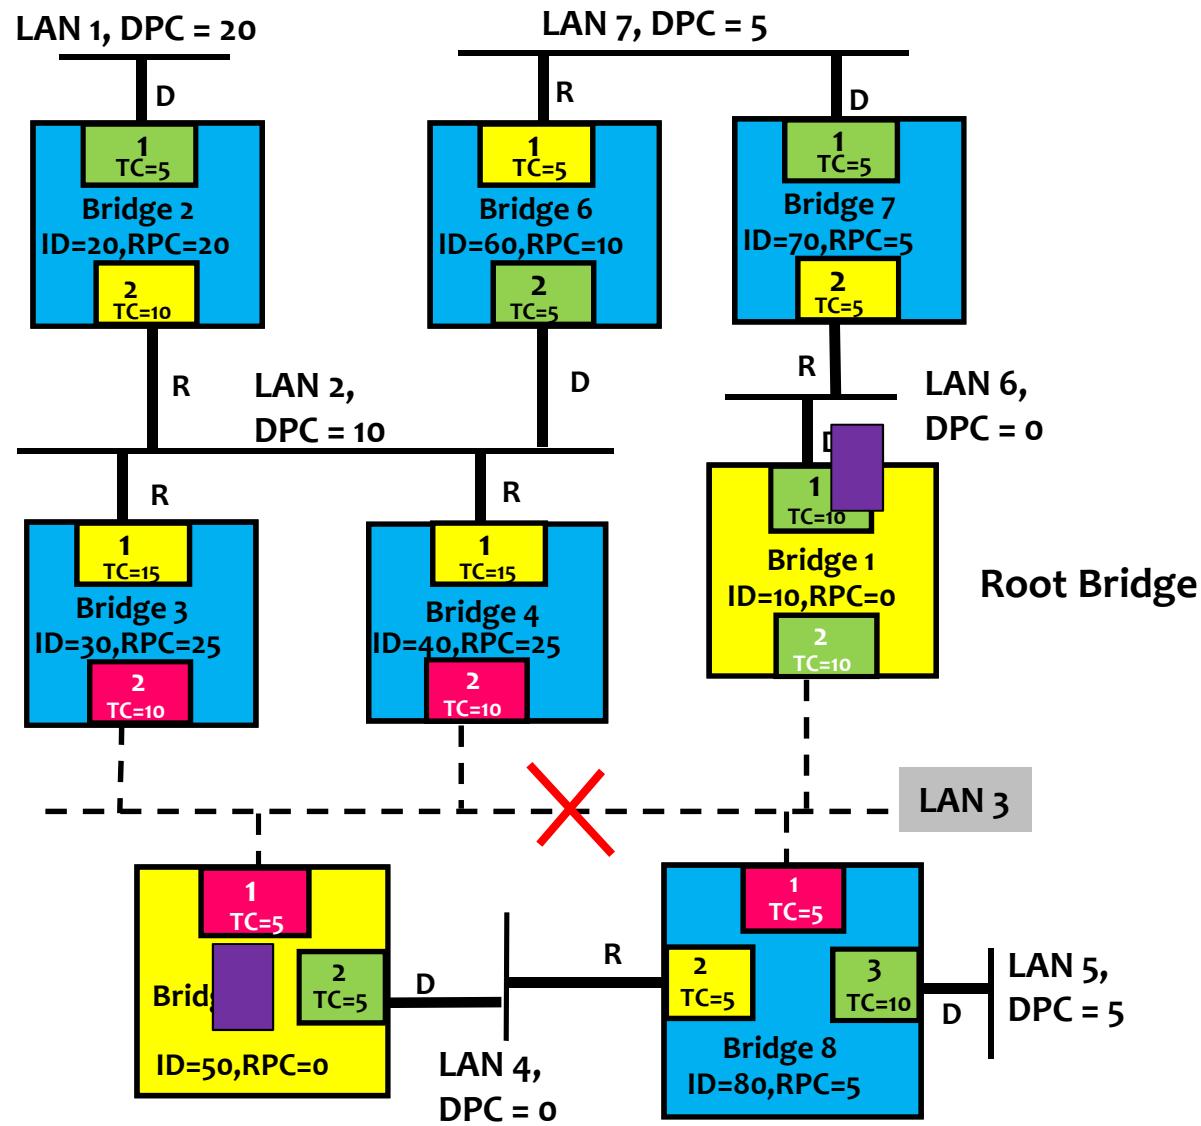 LAN 1, DPC = 20
LAN 7, DPC = 5
D
R
D
1
TC=5
Bridge 2
ID=20,RPC=20
2
TC=10
1
TC=5
Bridge 6
ID=60,RPC=10
2
TC=5
1
TC=5
Bridge 7
ID=70,RPC=5
2
TC=5
R
LAN 2,
DPC = 10
D
R
LAN 6,
DPC = 0
R
R
1
TC=15
Bridge 3
ID=30,RPC=25
2
TC=10
1
TC=15
Bridge 4
ID=40,RPC=25
2
TC=10
1
TC=10
Bridge 1
ID=10,RPC=0
2
TC=10
Root Bridge
LAN 3
1
TC=5
2
TC=5
ID=50,RPC=0
D
LAN 4,
DPC = 0
R
1
TC=5
2
TC=5
3
TC=10
Bridge 8
ID=80,RPC=5
D
LAN 5,
DPC = 5